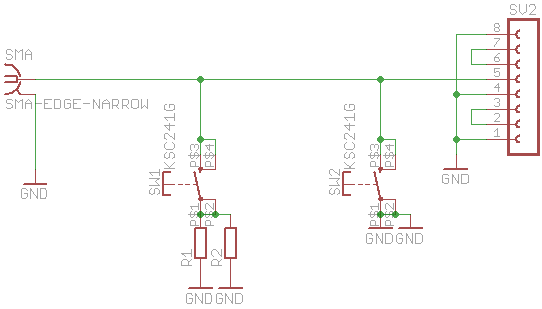 SV2
SMA
SMA-EDGE-NARROW
8
7
6
5
4
3
2
1
GND
GND
SW1
KSC241G
P$3
P$4
P$1
P$2
SW2
KSC241G
P$3
P$4
P$1
P$2
GND
GND
R1
R2
GND
GND